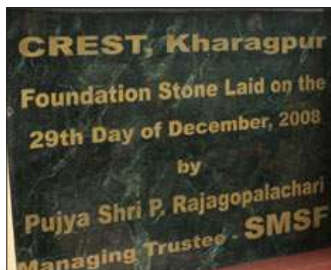 CREST, Kharagpur
Foundation Stone Laid on the
29th Day of December, 2008
by
Pujya Shri P. Rajagopalachari
Managing Trustee - SMSF